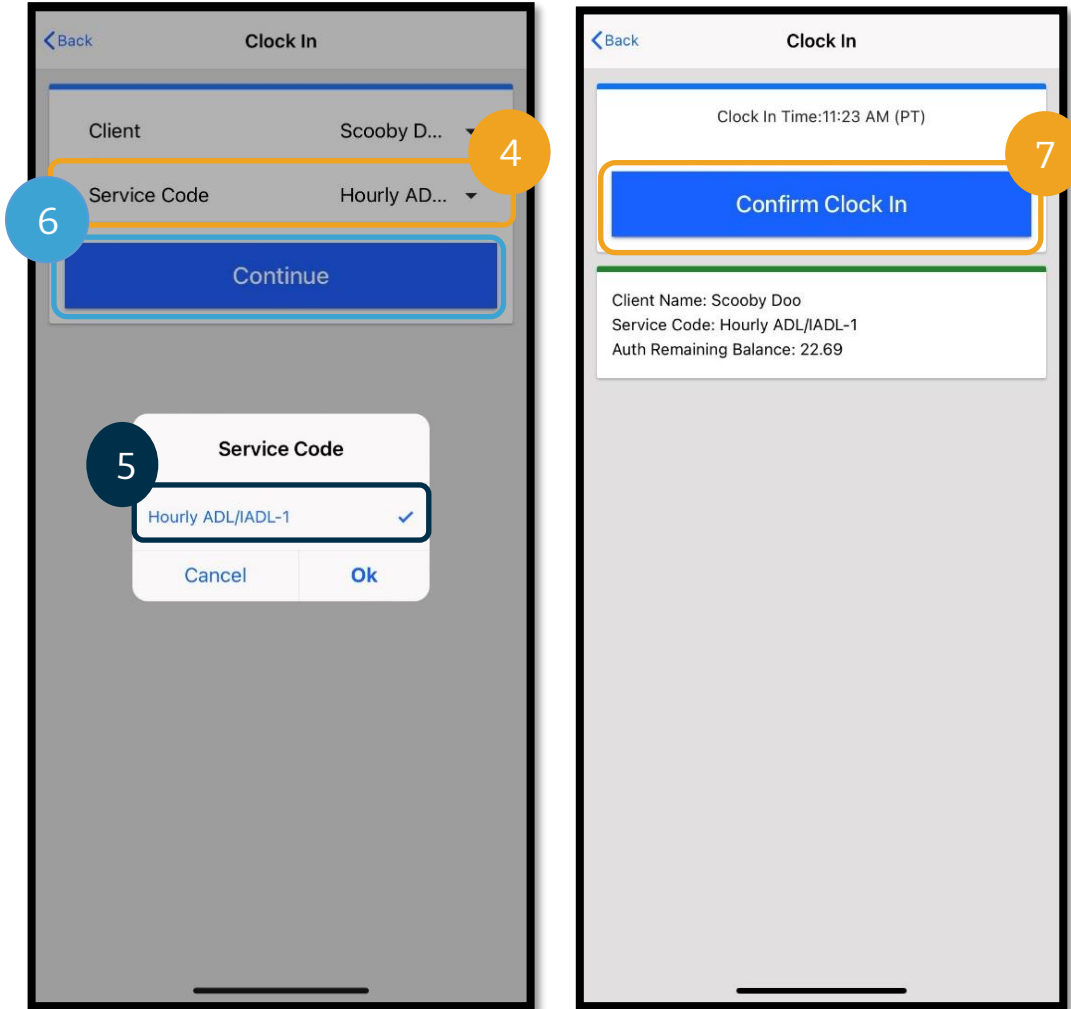 Back Clock In
Client Scooby D...
4
Service Code Hourly AD...
6
Continue
Service Code
5
Hourly ADL/IADL-1
Cancel Ok
Back Clock In
Clock In Time:11:23 AM (PT)
7
Confirm Clock In
Client Name: Scooby Doo
Service Code: Hourly ADL/IADL-1
Auth Remaining Balance: 22.69